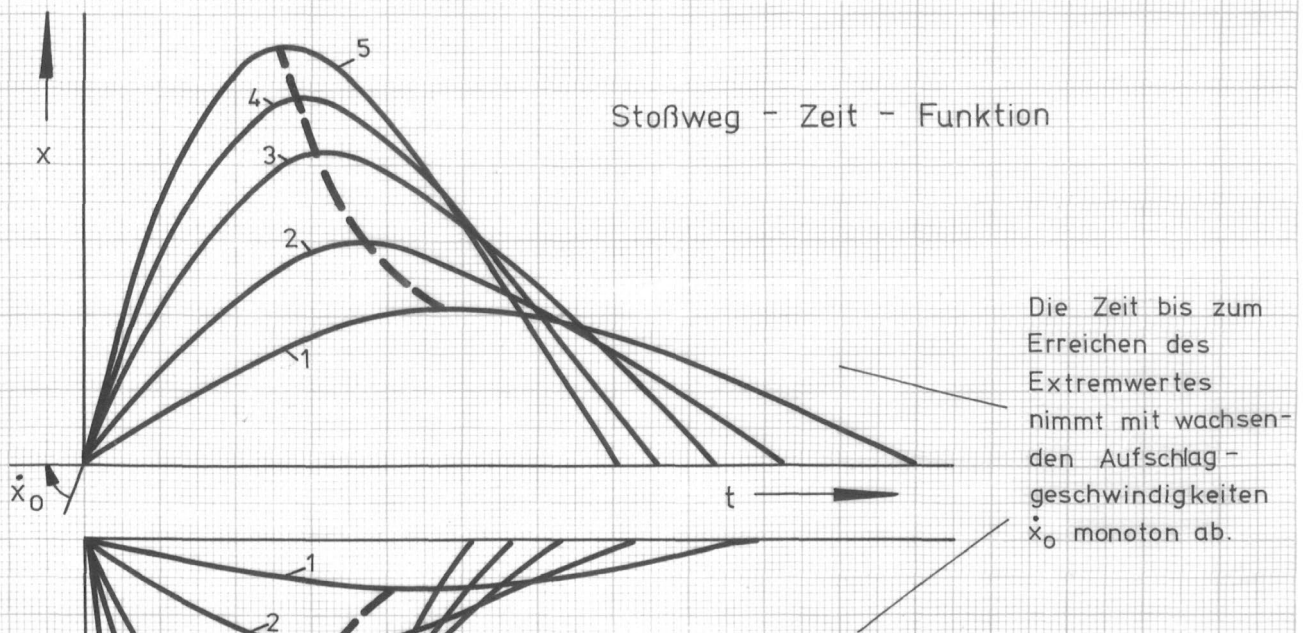 5
4
Stoßweg - Zeit - Funktion
x
3
2
Die Zeit bis zum
Erreichen des
1
Extremwertes
nimmt mit wachsen-
den Aufschlag-
geschwindigkeiten
ẋ₀ monoton ab.
ẋ₀
t
1
2